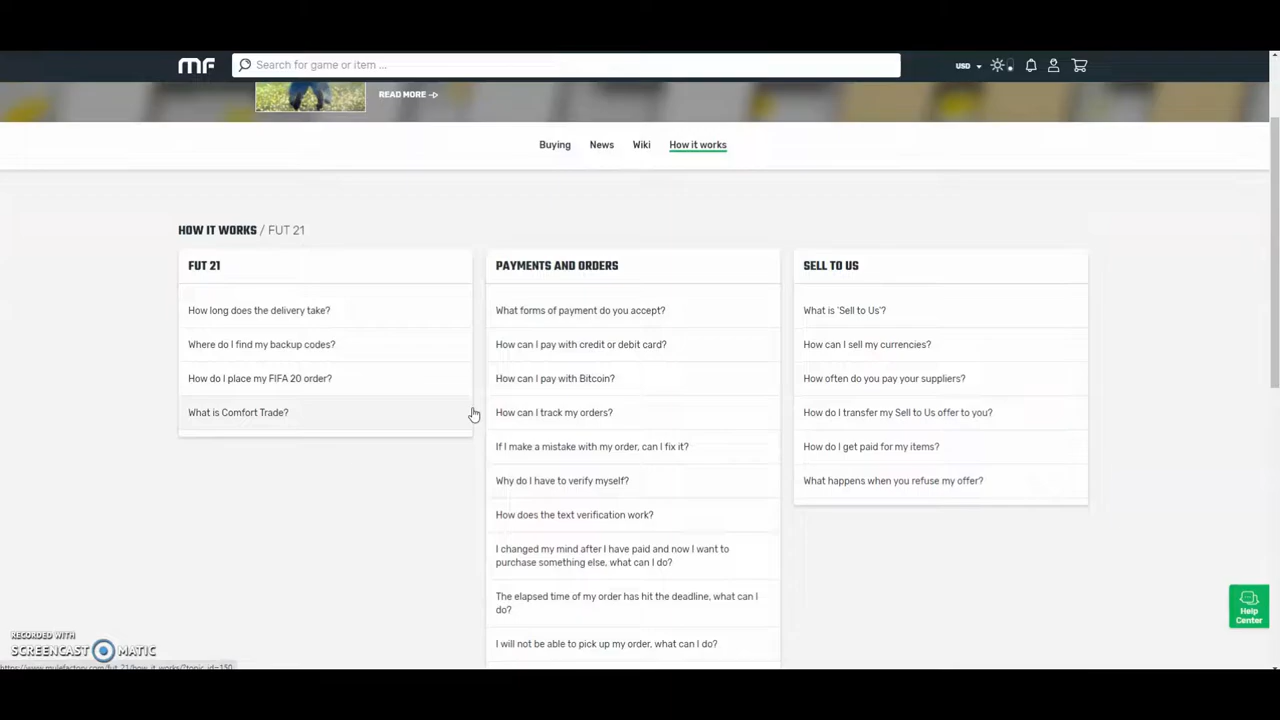 MF
Search for game or item ...
USD
READ MORE
Buying
News
Wiki
How it works
HOW IT WORKS / FUT 21
FUT 21
How long does the delivery take?
Where do I find my backup codes?
How do I place my FIFA 20 order?
What is Comfort Trade?
PAYMENTS AND ORDERS
What forms of payment do you accept?
How can I pay with credit or debit card?
How can I pay with Bitcoin?
How can I track my orders?
If I make a mistake with my order, can I fix it?
Why do I have to verify myself?
How does the text verification work?
I changed my mind after I have paid and now I want to
purchase something else, what can I do?
The elapsed time of my order has hit the deadline, what can I
do?
I will not be able to pick up my order, what can I do?
SELL TO US
What is 'Sell to Us'?
How can I sell my currencies?
How often do you pay your suppliers?
How do I transfer my Sell to Us offer to you?
How do I get paid for my items?
What happens when you refuse my offer?
Help
Center
RECORDED WITH
SCREENCAST MATIC
https://www.mulefactory.com/fut_21/how_it_works/?topic_id=150